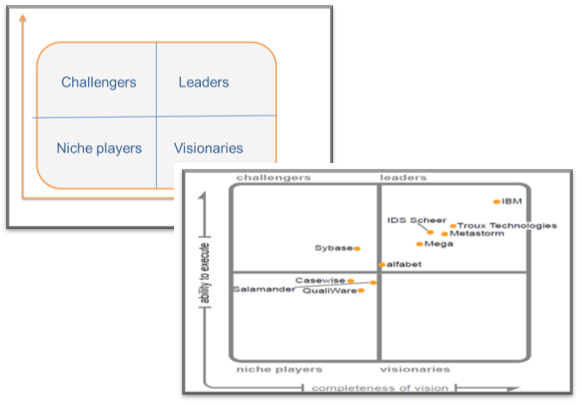 Challengers Leaders
Niche players Visionaries
challengers leaders
IBM
IDS Scheer
Troux Technologies
Metastorm
Mega
Sybase
alfabet
Casewise
Salamander
QualiWare
ability to execute
niche players visionaries
completeness of vision